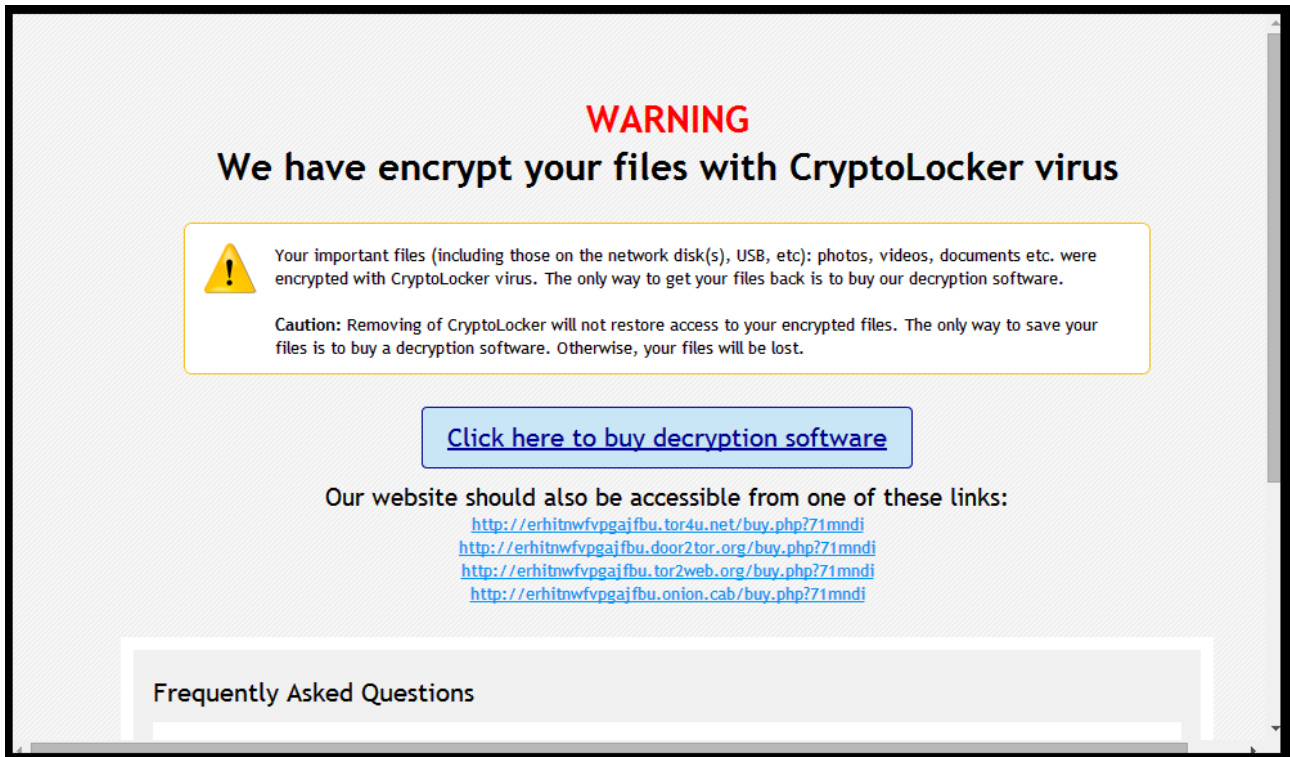 WARNING
We have encrypt your files with CryptoLocker virus
Your important files (including those on the network disk(s), USB, etc): photos, videos, documents etc. were
encrypted with CryptoLocker virus. The only way to get your files back is to buy our decryption software.
Caution: Removing of CryptoLocker will not restore access to your encrypted files. The only way to save your
files is to buy a decryption software. Otherwise, your files will be lost.
Click here to buy decryption software
Our website should also be accessible from one of these links:
http://erhitnwfvpgajfbu.tor4u.net/buy.php?71mndi
http://erhitnwfvpgajfbu.door2tor.org/buy.php?71mndi
http://erhitnwfvpgajfbu.tor2web.org/buy.php?71mndi
http://erhitnwfvpgajfbu.onion.cab/buy.php?71mndi
Frequently Asked Questions